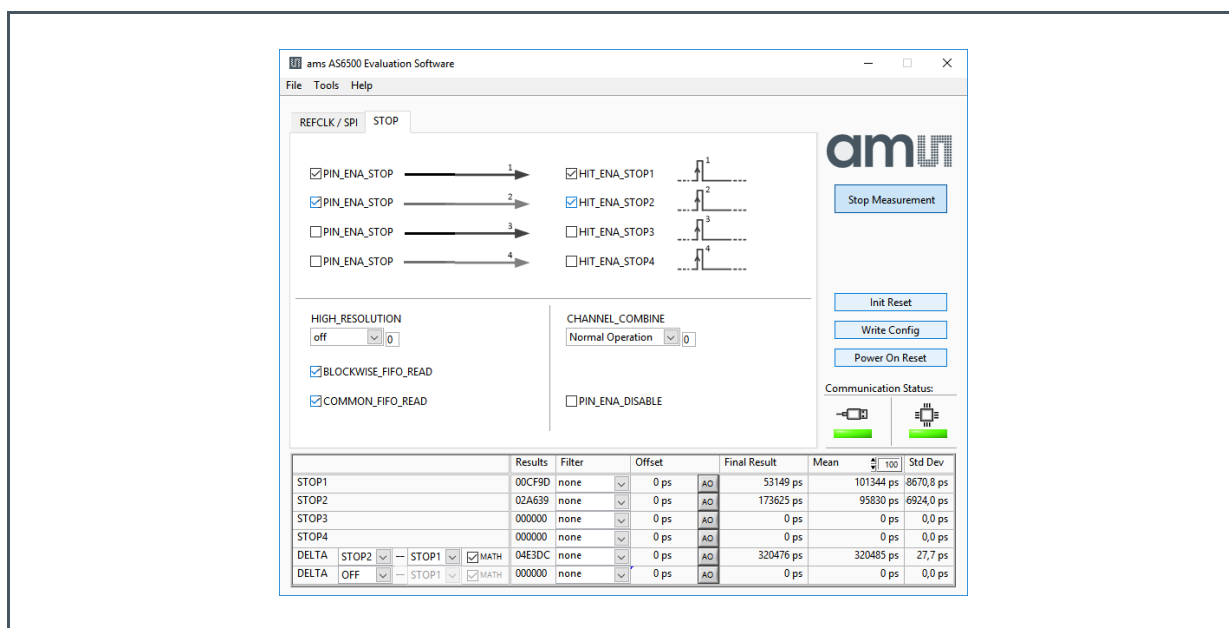 ams AS6500 Evaluation Software
File Tools Help
REFCLK / SPI STOP
am
PIN_ENA_STOP 1 HIT_ENA_STOP1 1
PIN_ENA_STOP 2 HIT_ENA_STOP2 2
PIN_ENA_STOP 3 HIT_ENA_STOP3 3
PIN_ENA_STOP 4 HIT_ENA_STOP4 4
Stop Measurement
HIGH_RESOLUTION CHANNEL_COMBINE
off 0 Normal Operation 0
BLOCKWISE_FIFO_READ
COMMON_FIFO_READ PIN_ENA_DISABLE
Init Reset
Write Config
Power On Reset
Communication Status:
Results Filter Offset Final Result Mean 100 Std Dev
STOP1 00CF9D none 0 ps AO 53149 ps 101344 ps 8670,8 ps
STOP2 02A639 none 0 ps AO 173625 ps 95830 ps 6924,0 ps
STOP3 000000 none 0 ps AO 0 ps 0 ps 0,0 ps
STOP4 000000 none 0 ps AO 0 ps 0 ps 0,0 ps
DELTA STOP2 — STOP1 MATH 04E3DC none 0 ps AO 320476 ps 320485 ps 27,7 ps
DELTA OFF — STOP1 MATH 000000 none 0 ps AO 0 ps 0 ps 0,0 ps